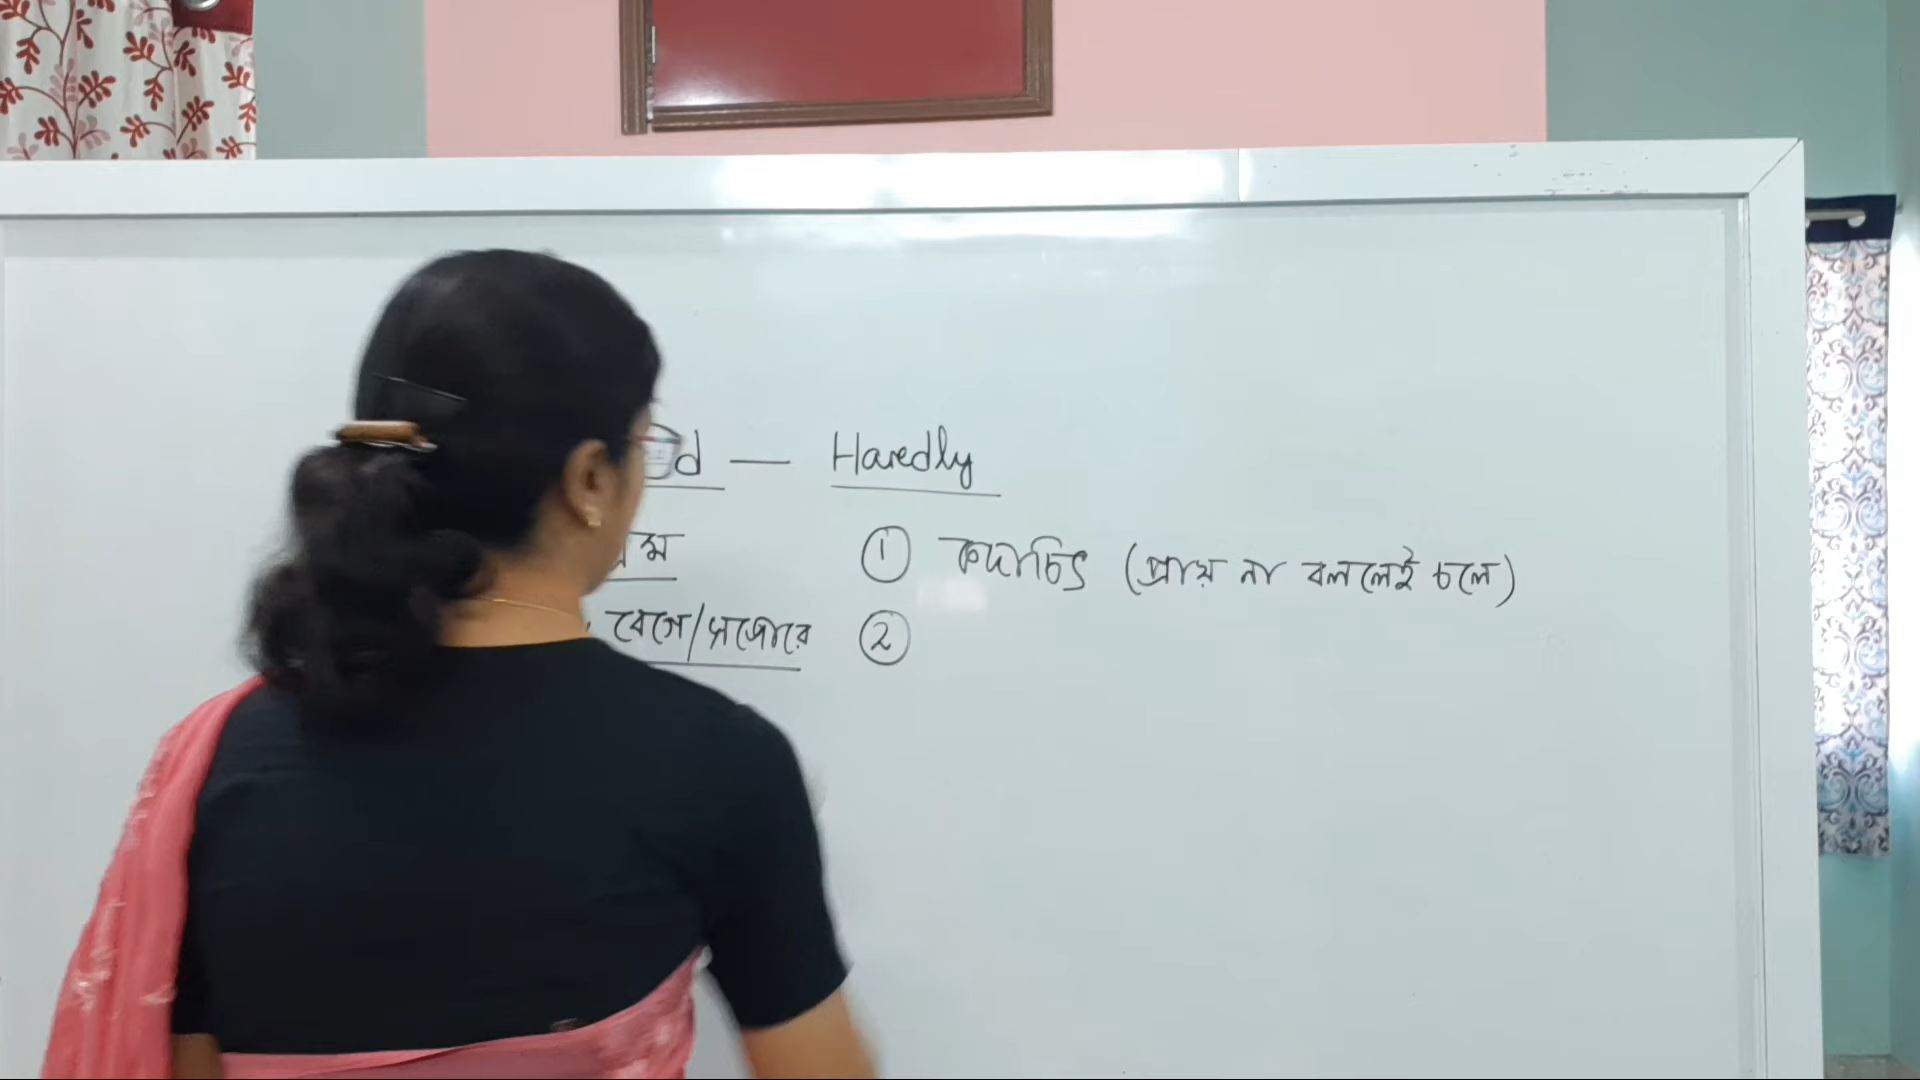 — Hardly
① কদাচিৎ (প্রায় না বললেই চলে)
বেগে/সজোরে ②